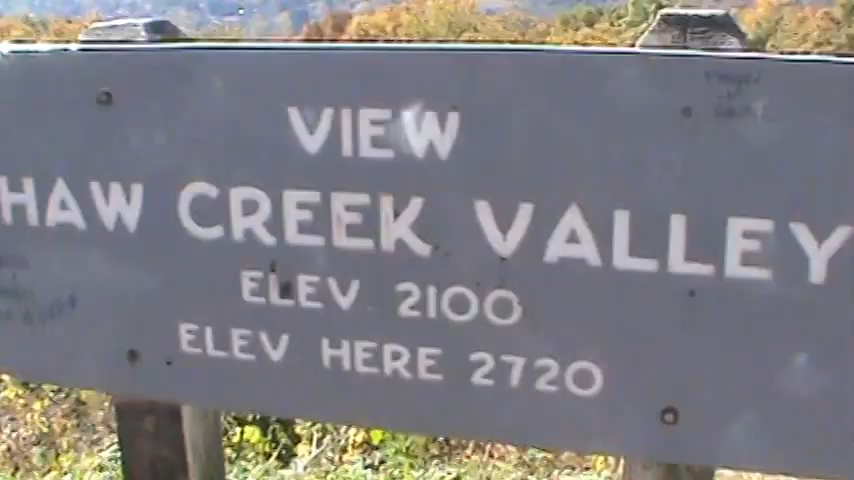 VIEW
HAW CREEK VALLEY
ELEV 2100
ELEV HERE 2720